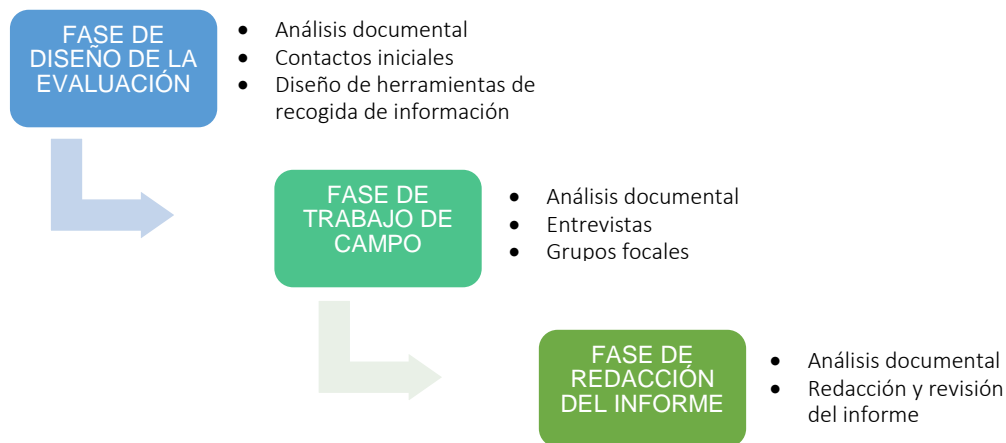 FASE DE
DISEÑO DE LA
EVALUACIÓN
• Análisis documental
• Contactos iniciales
• Diseño de herramientas de
recogida de información
FASE DE
TRABAJO DE
CAMPO
• Análisis documental
• Entrevistas
• Grupos focales
FASE DE
REDACCIÓN
DEL INFORME
• Análisis documental
• Redacción y revisión
del informe